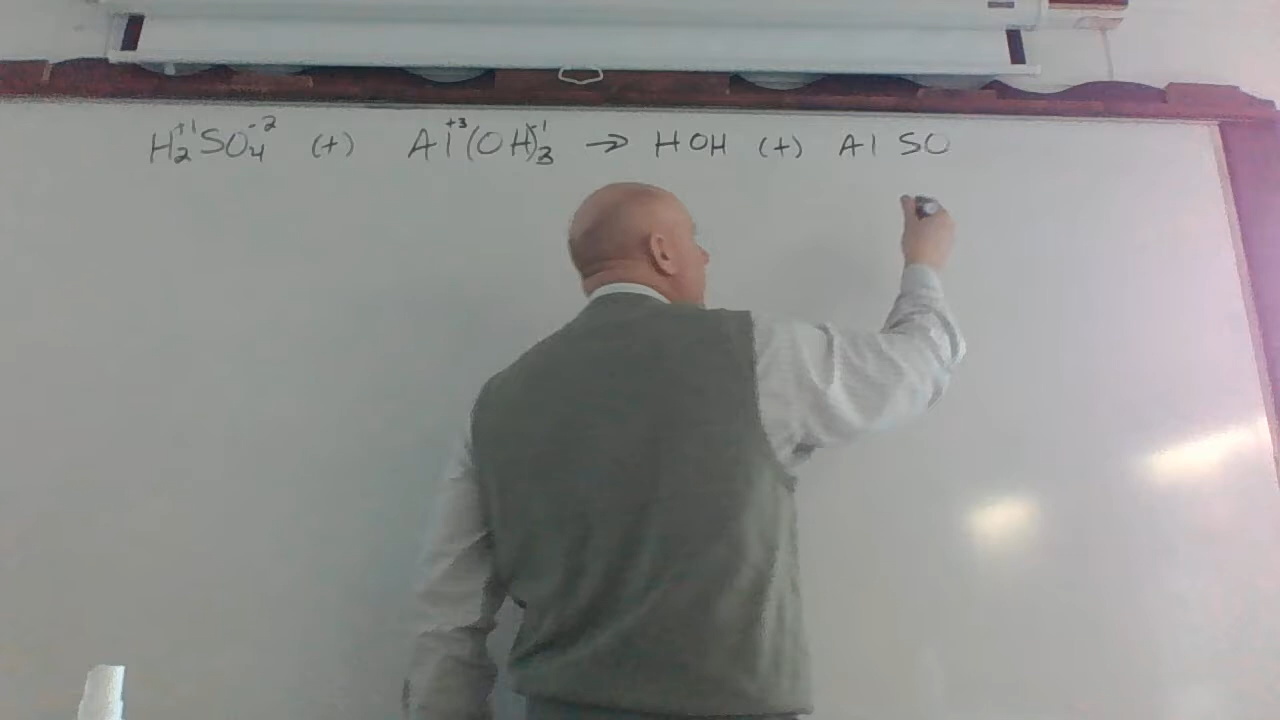 H₂⁺¹SO₄⁻² (+) Al⁺³(OH)₃⁻¹ → HOH (+) Al SO